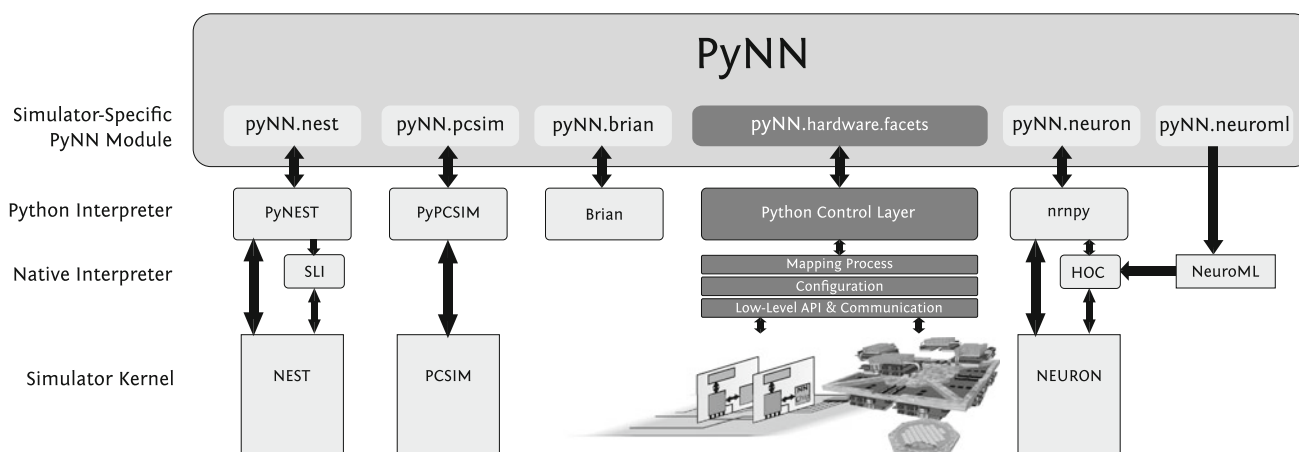 PyNN
Simulator-Specific
PyNN Module
pyNN.nest
pyNN.pcsim
pyNN.brian
pyNN.hardware.facets
pyNN.neuron
pyNN.neuroml
Python Interpreter
PyNEST
PyPCSIM
Brian
Python Control Layer
nrnpy
Native Interpreter
SLI
Mapping Process
Configuration
Low-Level API & Communication
HOC
NeuroML
Simulator Kernel
NEST
PCSIM
NN
NEURON